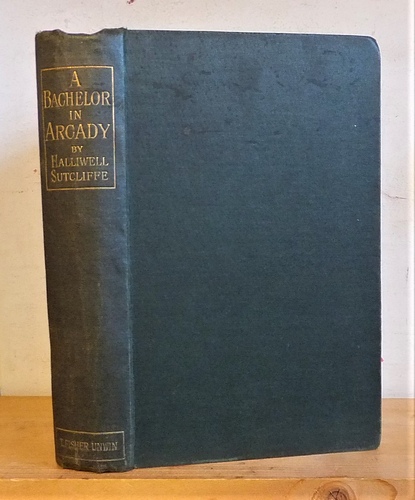 A
BACHELOR
IN
ARCADY
BY
HALLIWELL
SUTCLIFFE
T. FISHER UNWIN